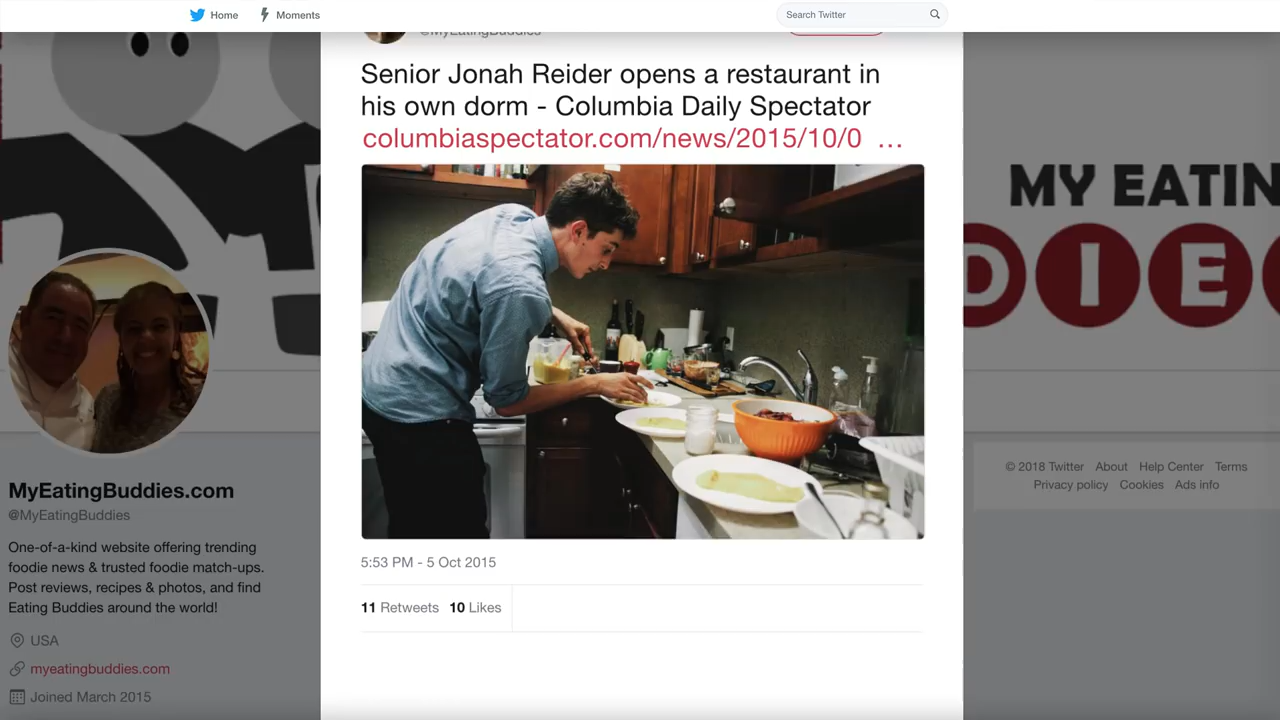 Home
Moments
Search Twitter
@MyEatingBuddies
Senior Jonah Reider opens a restaurant in
his own dorm - Columbia Daily Spectator
columbiaspectator.com/news/2015/10/0 …
5:53 PM - 5 Oct 2015
11 Retweets 10 Likes
MyEatingBuddies.com
@MyEatingBuddies
One-of-a-kind website offering trending
foodie news & trusted foodie match-ups.
Post reviews, recipes & photos, and find
Eating Buddies around the world!
USA
myeatingbuddies.com
Joined March 2015
MY EATIN
DIE
© 2018 Twitter About Help Center Terms
Privacy policy Cookies Ads info